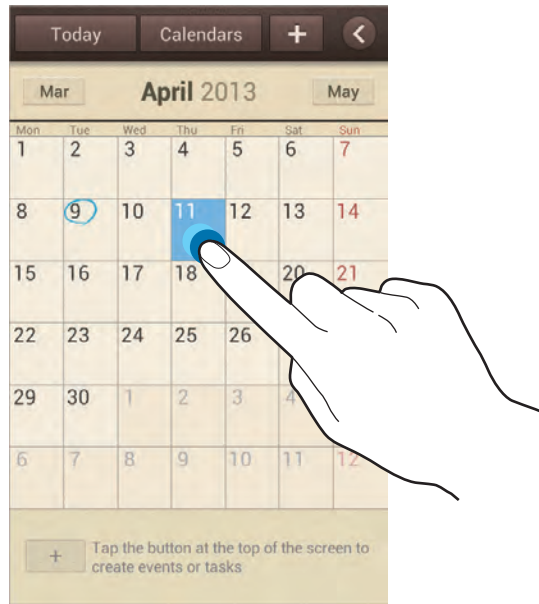 Today Calendars + <
Mar April 2013 May
Mon Tue Wed Thu Fri Sat Sun
1 2 3 4 5 6 7
8 9 10 11 12 13 14
15 16 17 18 20 21
22 23 24 25 26
29 30 1 2 3 4
6 7 8 9 10 11 12
+ Tap the button at the top of the screen to
create events or tasks